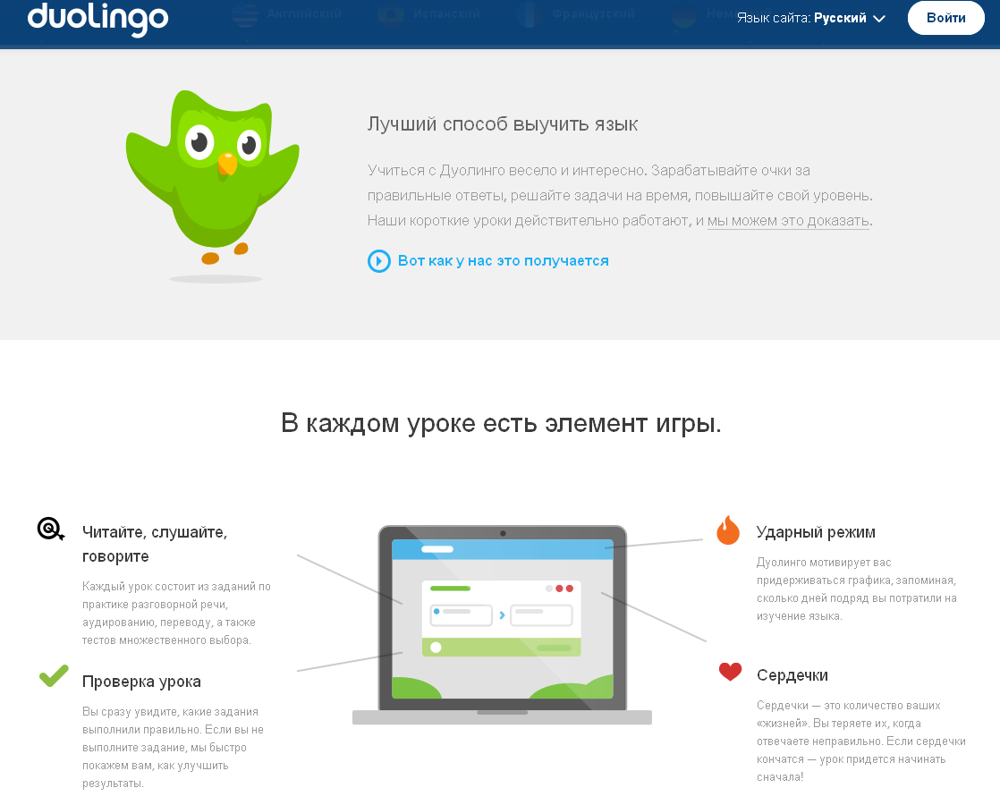 duolingo
Английский
Испанский
Французский
Язык сайта: Русский
Войти
Лучший способ выучить язык
Учиться с Дуолинго весело и интересно. Зарабатывайте очки за
правильные ответы, решайте задачи на время, повышайте свой уровень.
Наши короткие уроки действительно работают, и мы можем это доказать.
Вот как у нас это получается
В каждом уроке есть элемент игры.
Читайте, слушайте,
говорите
Каждый урок состоит из заданий по
практике разговорной речи,
аудированию, переводу, а также
тестов множественного выбора.
Проверка урока
Вы сразу увидите, какие задания
выполнили правильно. Если вы не
выполните задание, мы быстро
покажем вам, как улучшить
результаты.
Ударный режим
Дуолинго мотивирует вас
придерживаться графика, запоминая,
сколько дней подряд вы потратили на
изучение языка.
Сердечки
Сердечки — это количество ваших
«жизней». Вы теряете их, когда
отвечаете неправильно. Если сердечки
кончатся — урок придется начинать
сначала!